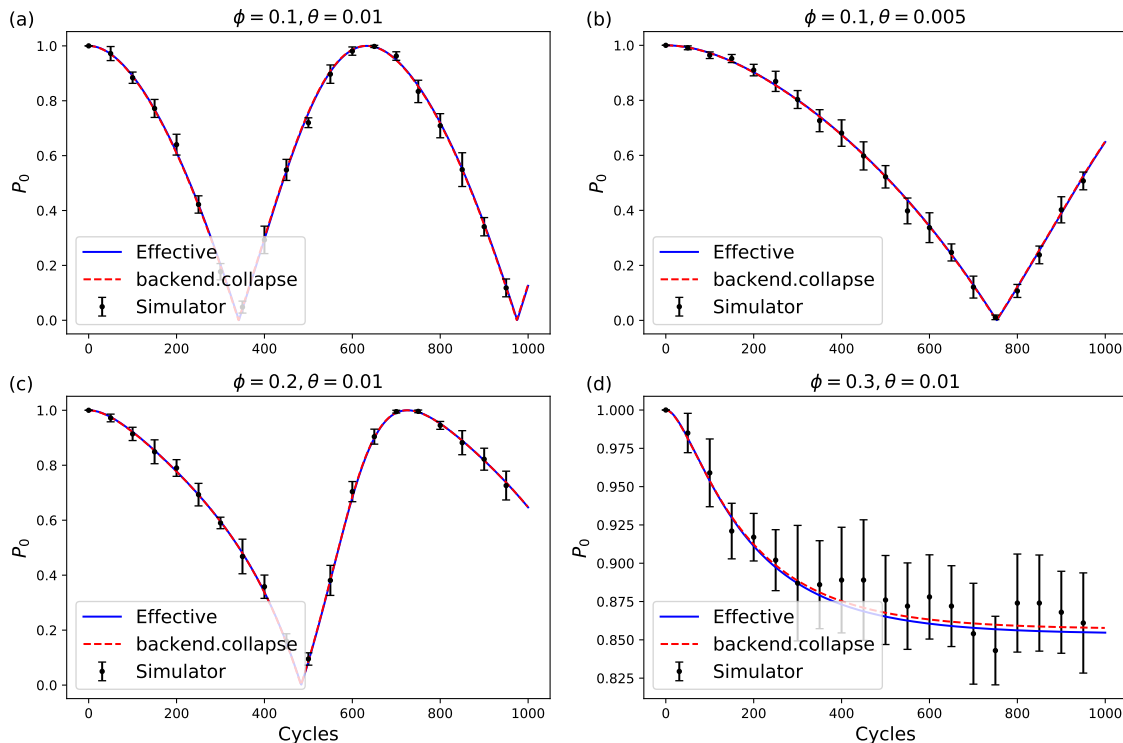 (a)
ϕ = 0.1, θ = 0.01
1.0
0.8
0.6
0.4
0.2
0.0
P₀
Effective
backend.collapse
Simulator
0 200 400 600 800 1000
(b)
ϕ = 0.1, θ = 0.005
1.0
0.8
0.6
0.4
0.2
0.0
P₀
Effective
backend.collapse
Simulator
0 200 400 600 800 1000
(c)
ϕ = 0.2, θ = 0.01
1.0
0.8
0.6
0.4
0.2
0.0
P₀
Effective
backend.collapse
Simulator
0 200 400 600 800 1000
Cycles
(d)
ϕ = 0.3, θ = 0.01
1.000
0.975
0.950
0.925
0.900
0.875
0.850
0.825
P₀
Effective
backend.collapse
Simulator
0 200 400 600 800 1000
Cycles